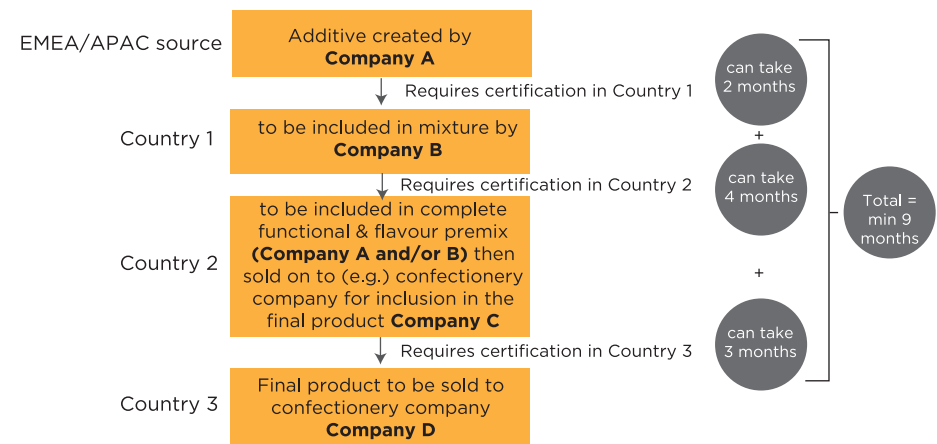 EMEA/APAC source
Additive created by
Company A
can take
2 months
Requires certification in Country 1
+
Country 1
to be included in mixture by
Company B
can take
4 months
Requires certification in Country 2
Total =
min 9
months
Country 2
to be included in complete
functional & flavour premix
(Company A and/or B) then
sold on to (e.g.) confectionery
company for inclusion in the
final product Company C
+
can take
3 months
Requires certification in Country 3
Country 3
Final product to be sold to
confectionery company
Company D